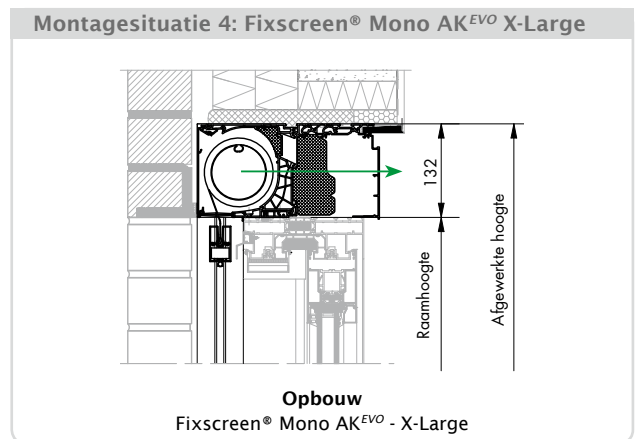 Montagesituatie 4: Fixscreen® Mono AKEVO X-Large
132
Raamhoogte
Afgewerkte hoogte
Opbouw
Fixscreen® Mono AKEVO - X-Large